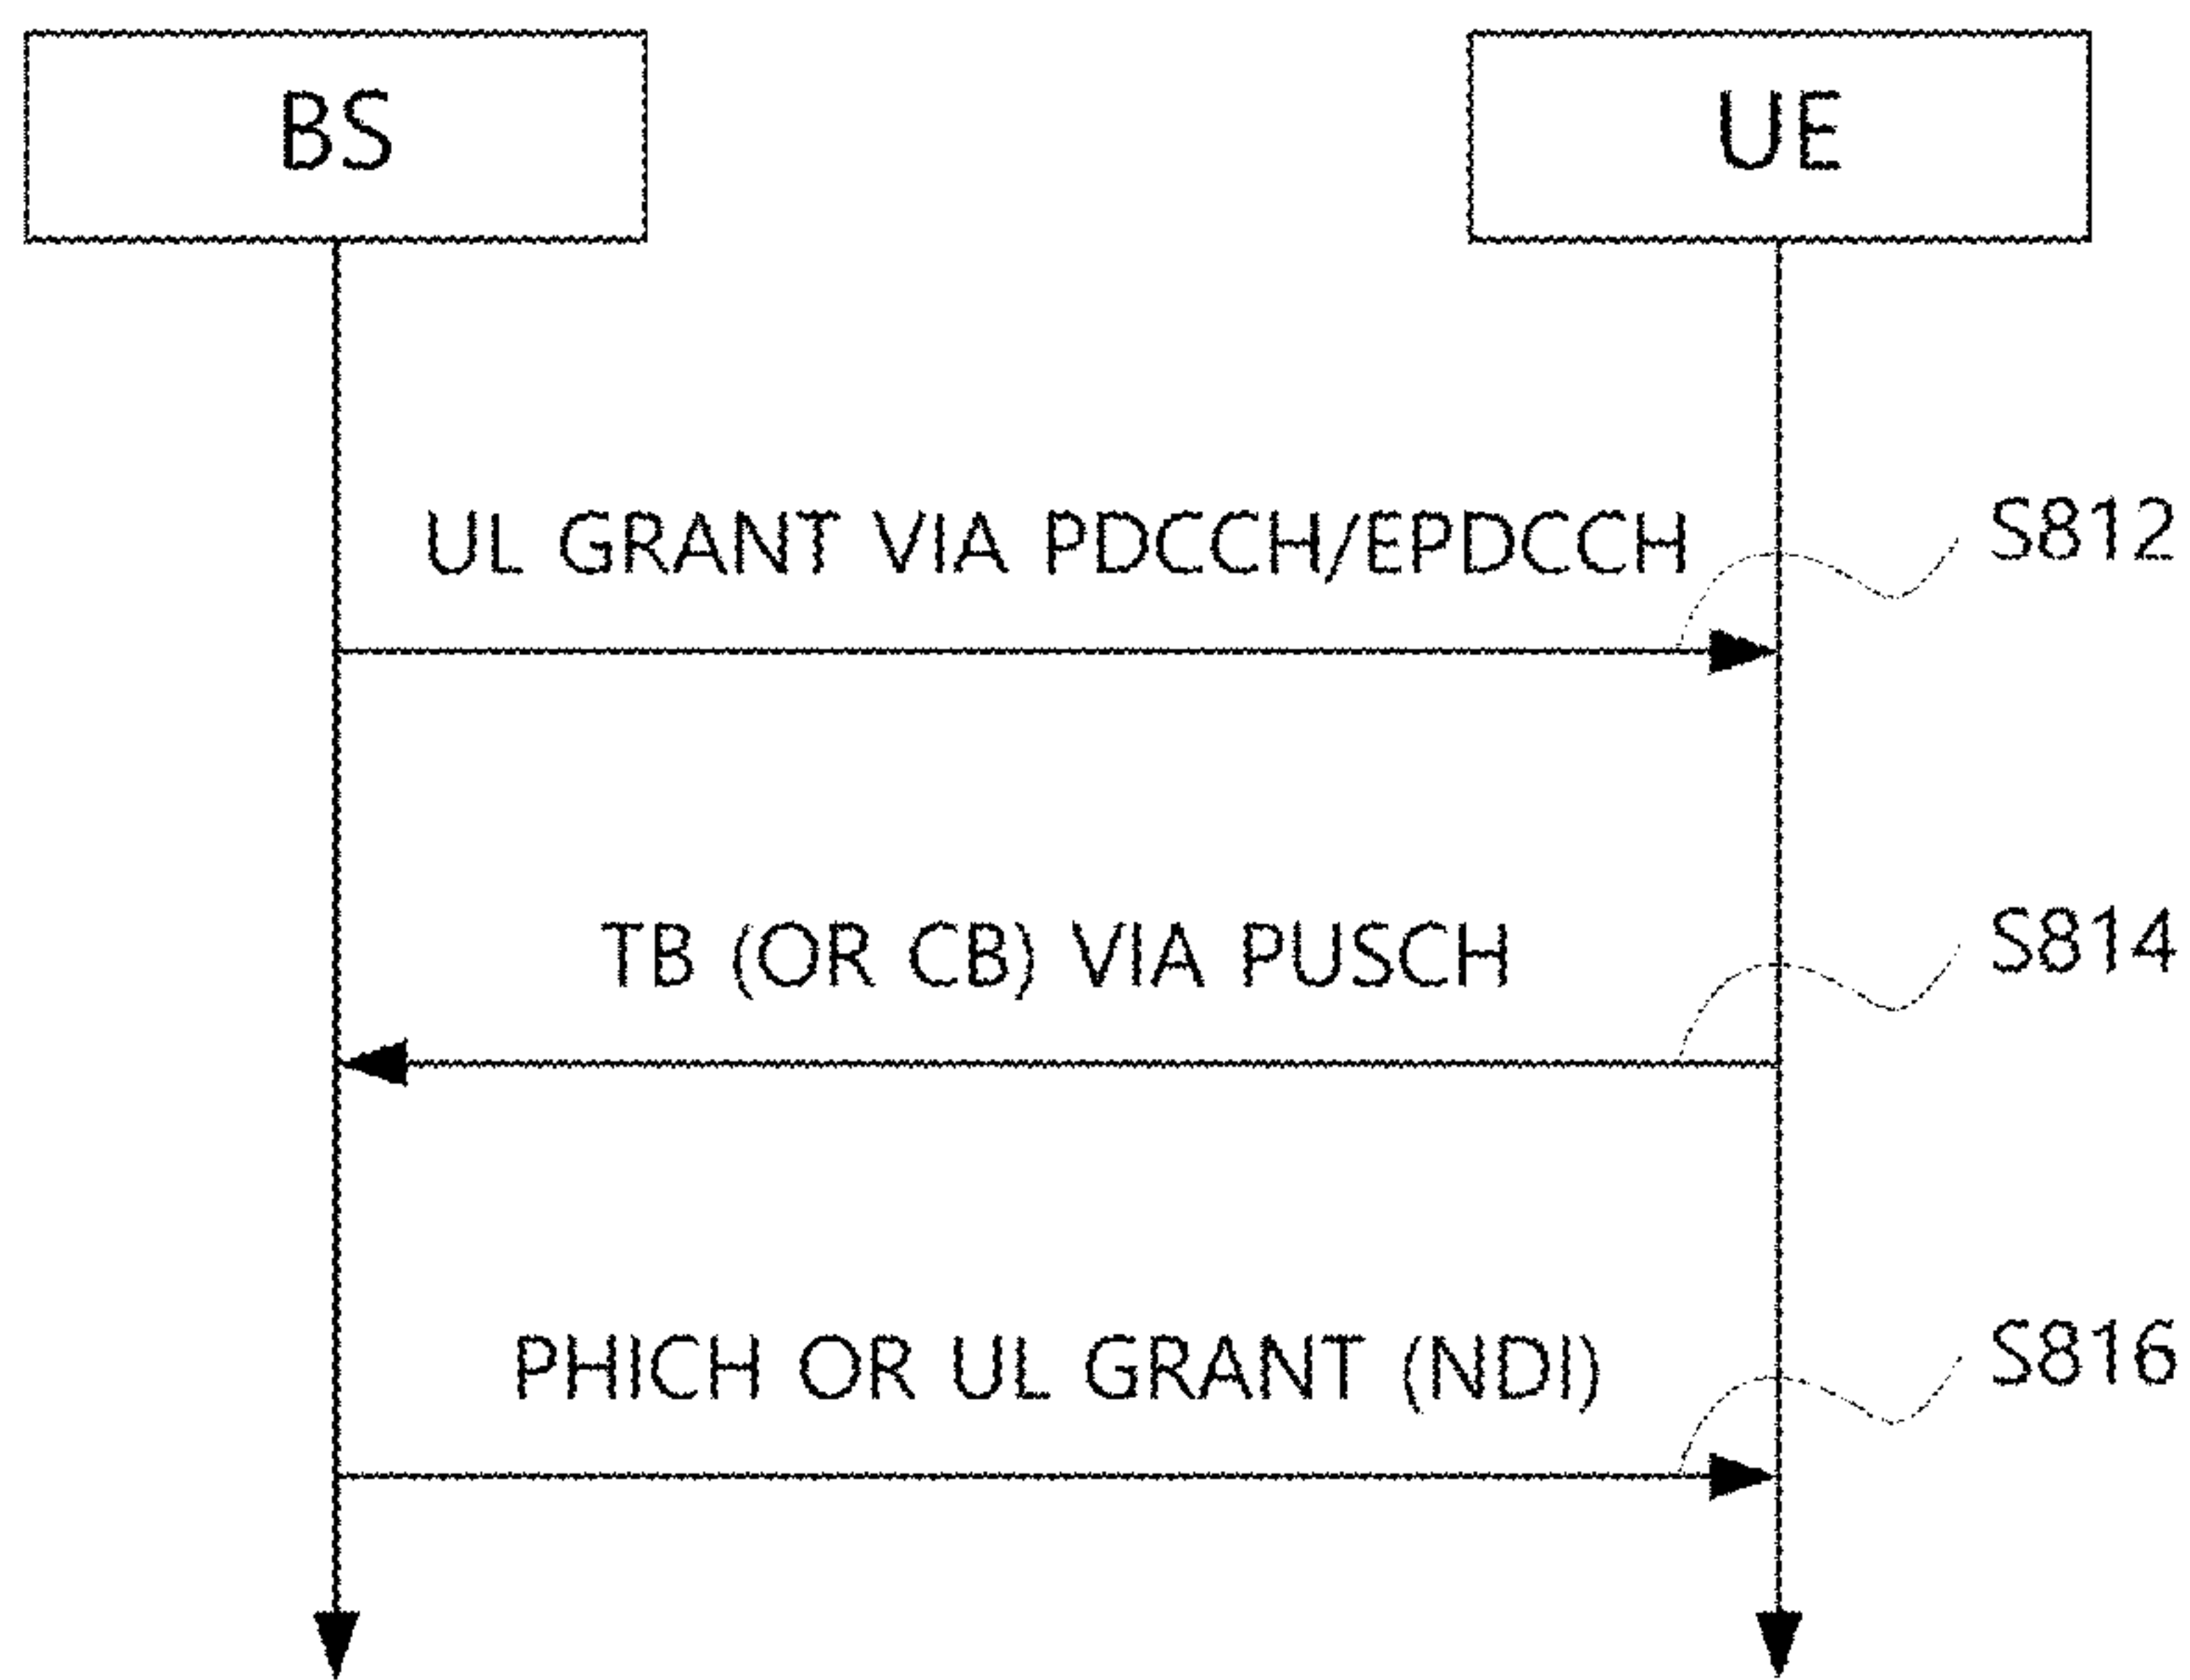 BS
UE
UL GRANT VIA PDCCH/EPDCCH
S812
TB (OR CB) VIA PUSCH
S814
PHICH OR UL GRANT (NDI)
S816